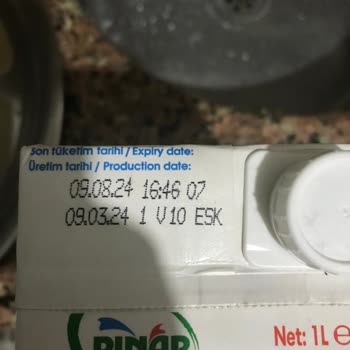 Son tüketim tarihi / Expiry date:
Üretim tarihi / Production date:
09.08.24 16:46 07
09.03.24 1 V10 ESK
PINAR
Net: 1L e